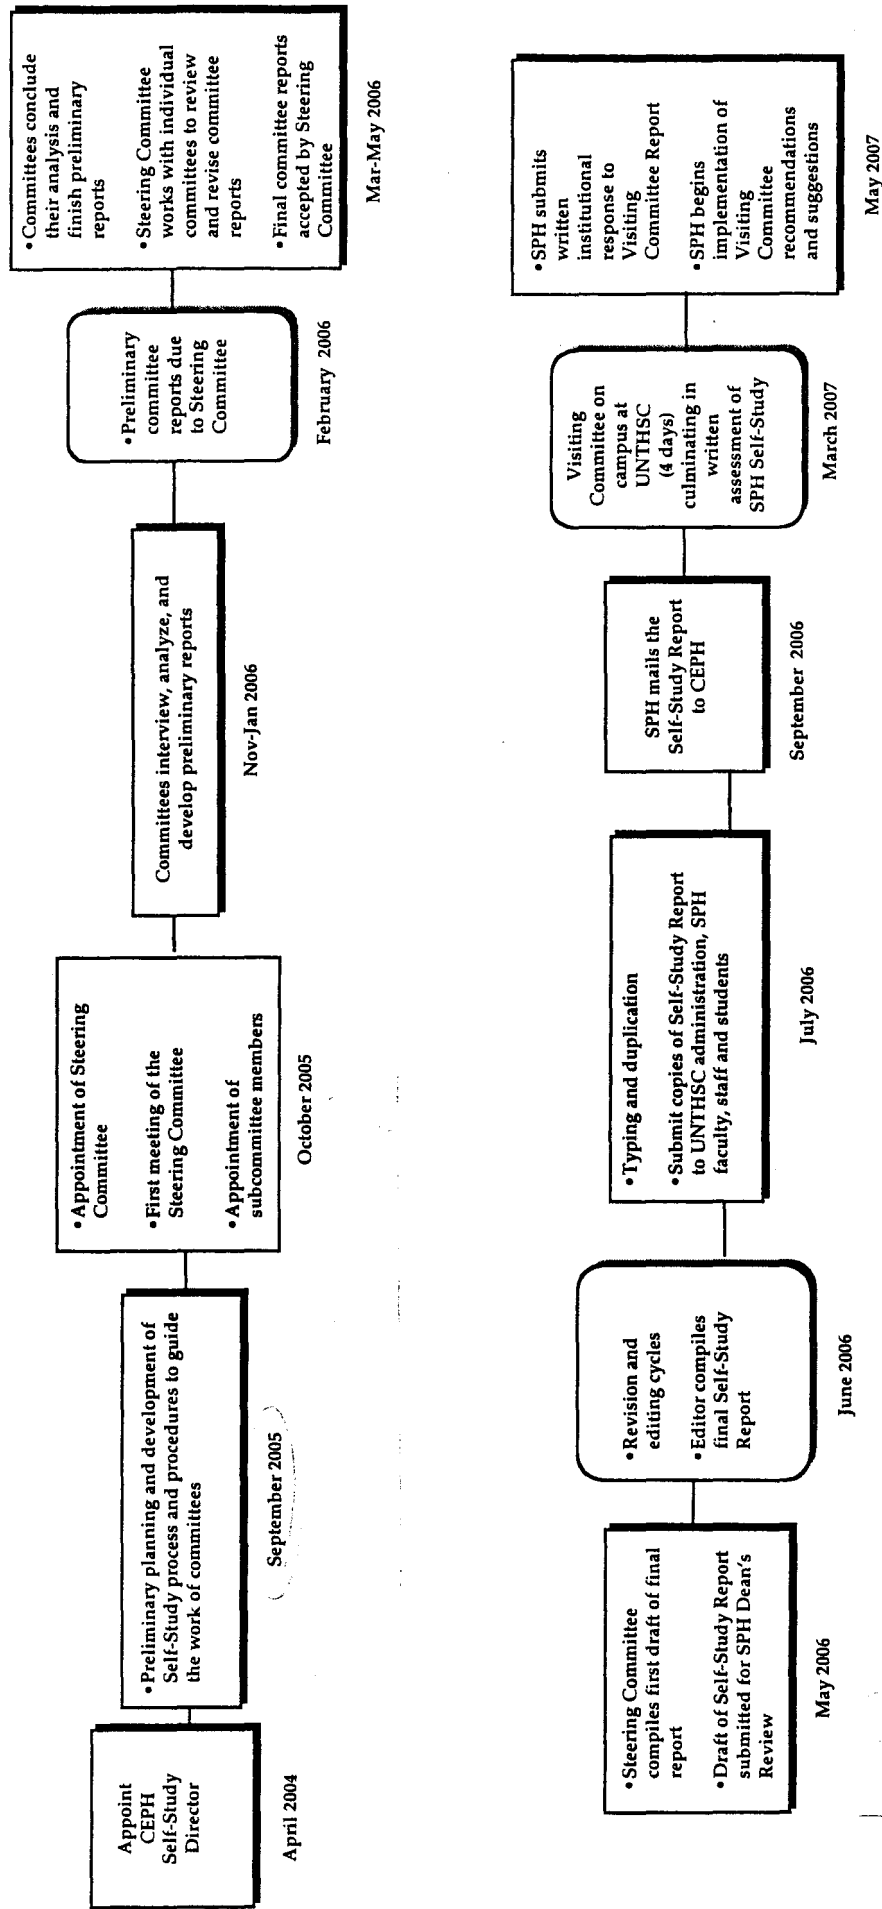 Appoint
CEPH
Self-Study
Director
April 2004
•Preliminary planning and development of
Self-Study process and procedures to guide
the work of committees
September 2005
•Appointment of Steering
Committee
•First meeting of the
Steering Committee
•Appointment of
subcommittee members
October 2005
Committees interview, analyze, and
develop preliminary reports
Nov-Jan 2006
•Preliminary
committee
reports due
to Steering
Committee
February 2006
•Committees conclude
their analysis and
finish preliminary
reports
•Steering Committee
works with individual
committees to review
and revise committee
reports
•Final committee reports
accepted by Steering
Committee
Mar-May 2006
•Steering Committee
compiles first draft of final
report
•Draft of Self-Study Report
submitted for SPH Dean's
Review
May 2006
•Revision and
editing cycles
•Editor compiles
final Self-Study
Report
June 2006
•Typing and duplication
•Submit copies of Self-Study Report
to UNTHSC administration, SPH
faculty, staff and students
July 2006
SPH mails the
Self-Study Report
to CEPH
September 2006
Visiting
Committee on
campus at
UNTHSC
(4 days)
culminating in
written
assessment of
SPH Self-Study
March 2007
•SPH submits
written
institutional
response to
Visiting
Committee Report
•SPH begins
implementation of
Visiting
Committee
recommendations
and suggestions
May 2007